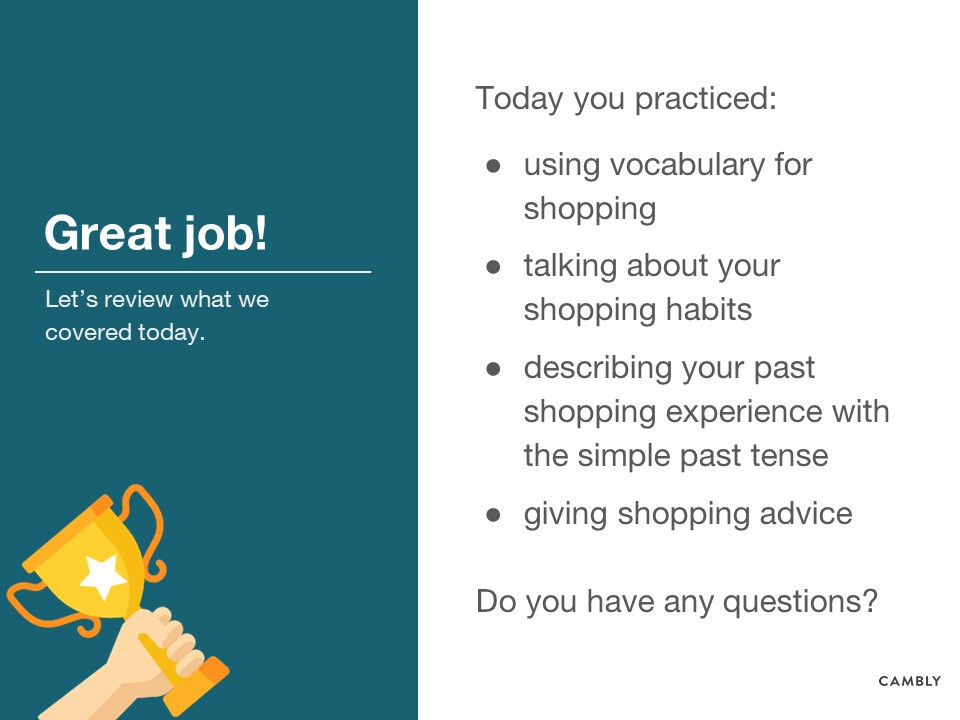 Great job!
Let’s review what we
covered today.
Today you practiced:
● using vocabulary for
shopping
● talking about your
shopping habits
● describing your past
shopping experience with
the simple past tense
● giving shopping advice
Do you have any questions?
CAMBLY